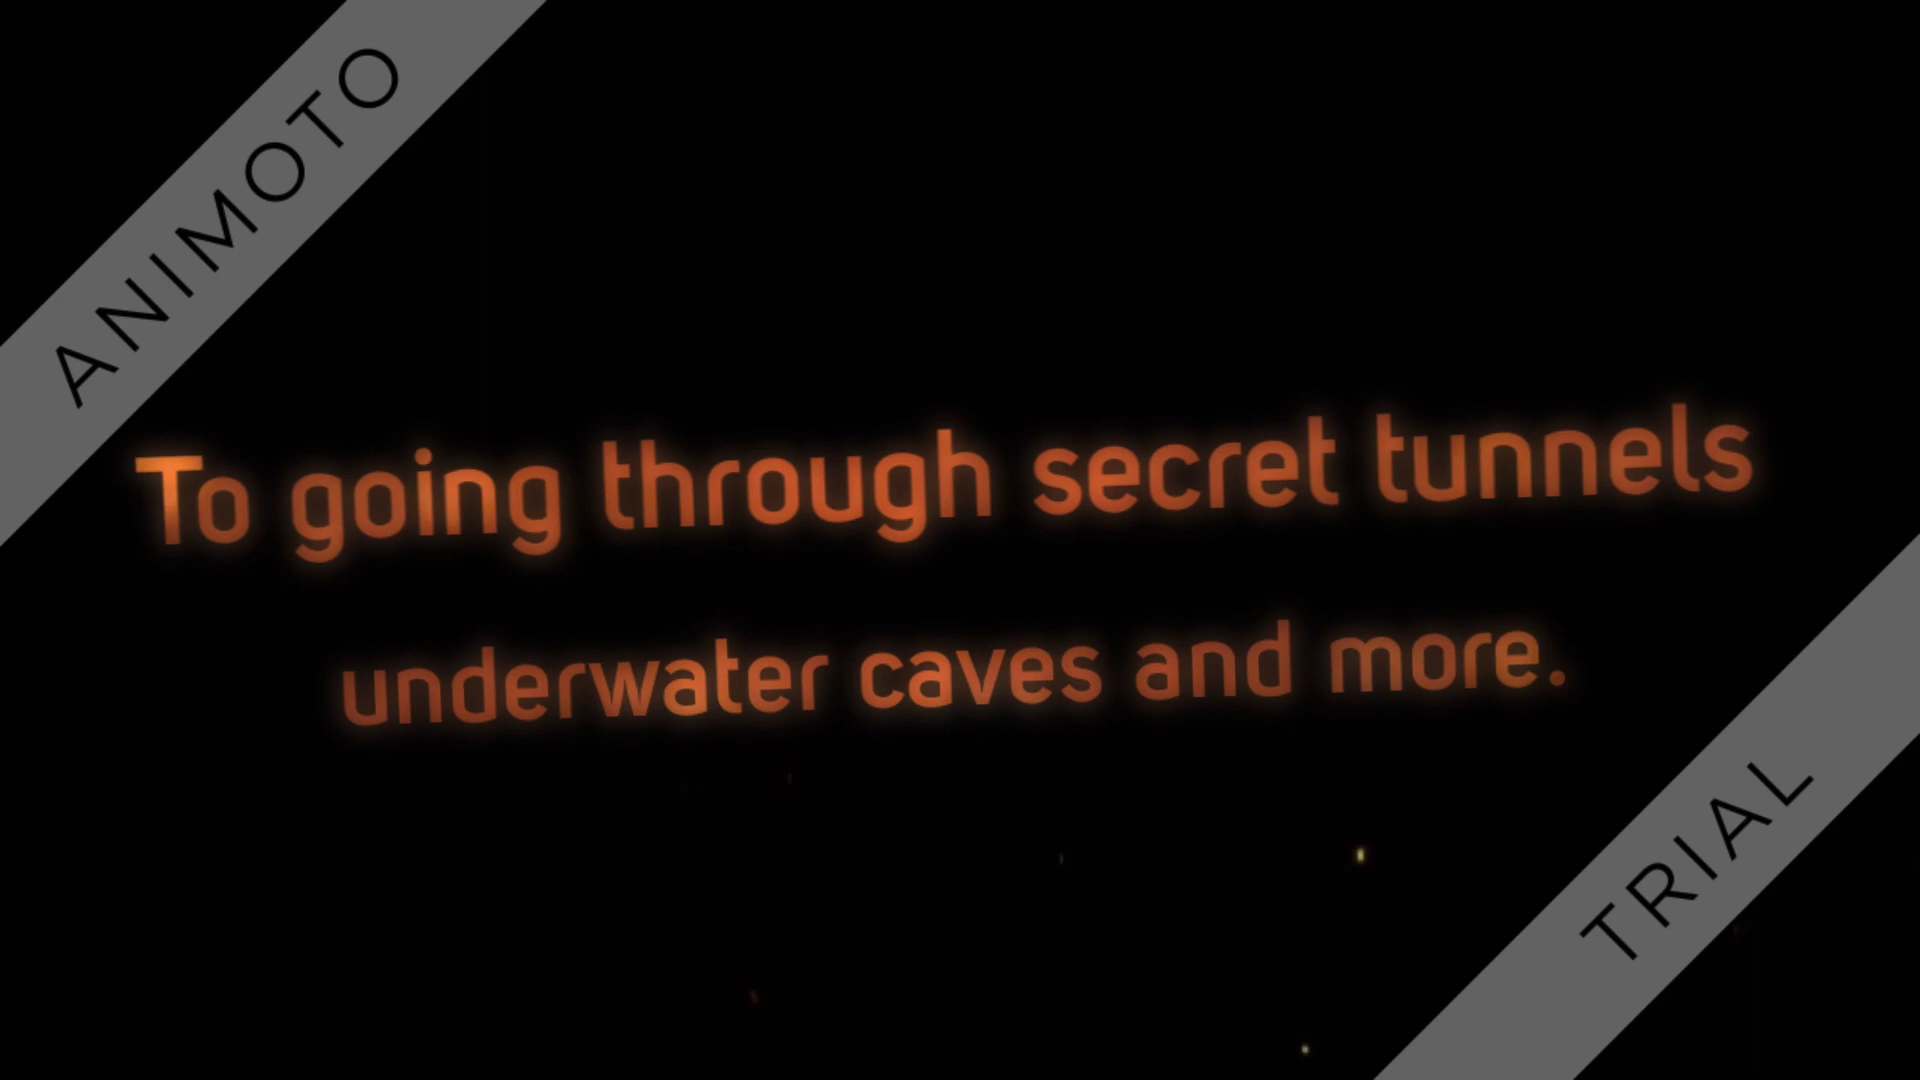 ANIMOTO
To going through secret tunnels
underwater caves and more.
TRIAL